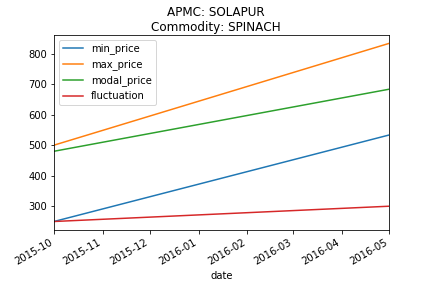 APMC: SOLAPUR
Commodity: SPINACH
min_price
max_price
modal_price
fluctuation
800
700
600
500
400
300
2015-10
2015-11
2015-12
2016-01
2016-02
2016-03
2016-04
2016-05
date